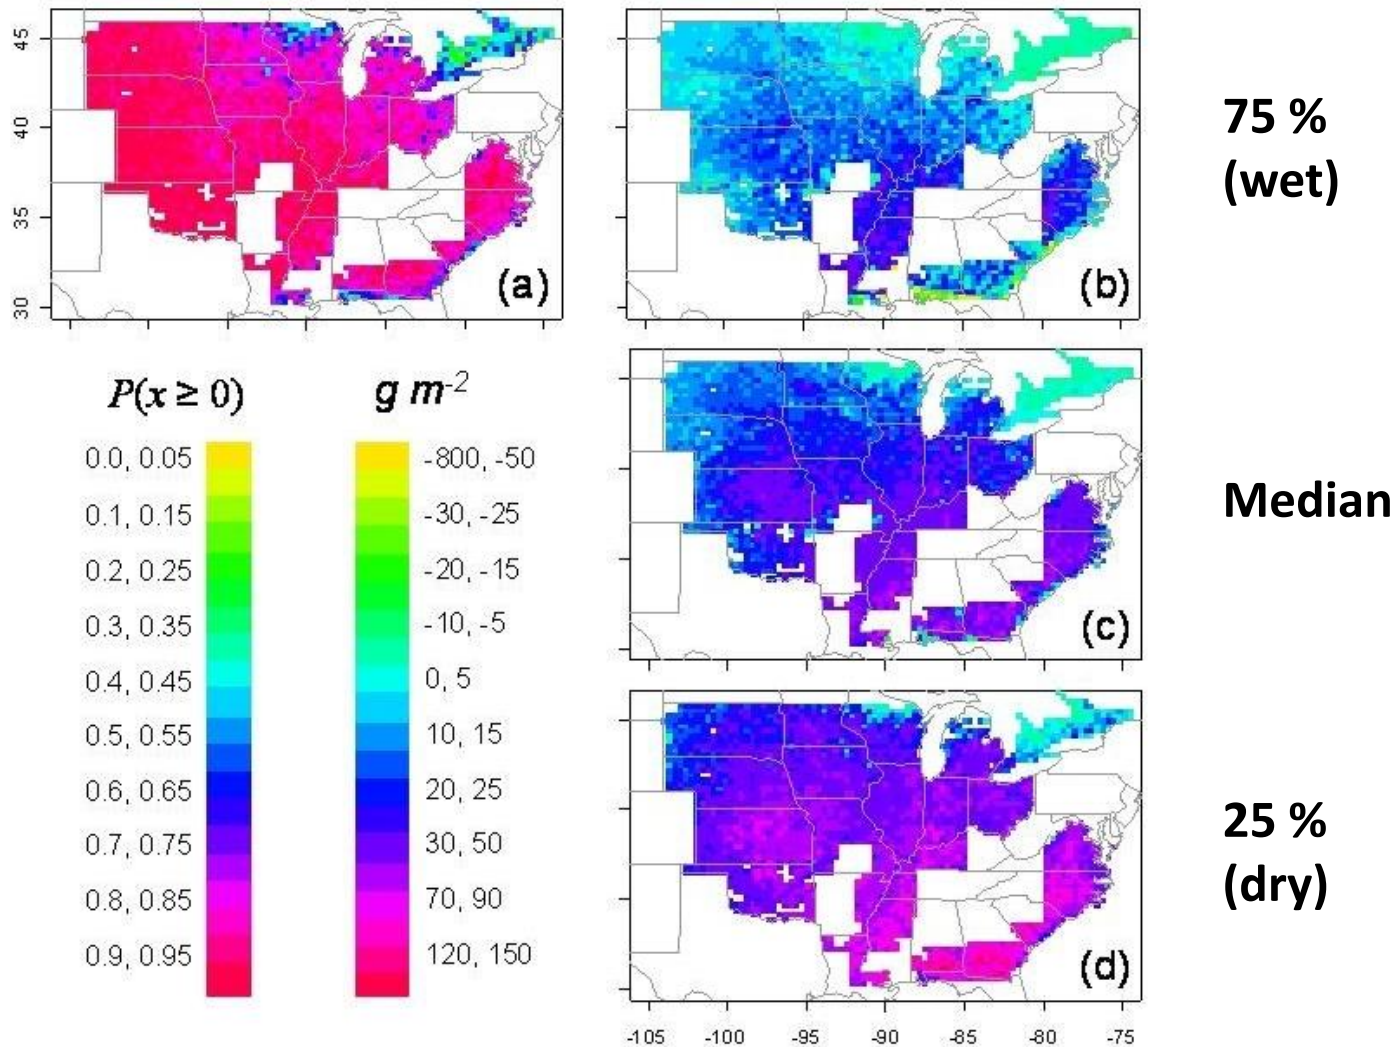 45
40
35
30
(a)
(b)
75 %
(wet)
P(x ≥ 0)
g m-2
0.0, 0.05
0.1, 0.15
0.2, 0.25
0.3, 0.35
0.4, 0.45
0.5, 0.55
0.6, 0.65
0.7, 0.75
0.8, 0.85
0.9, 0.95
-800, -50
-30, -25
-20, -15
-10, -5
0, 5
10, 15
20, 25
30, 50
70, 90
120, 150
(c)
Median
(d)
25 %
(dry)
-105 -100 -95 -90 -85 -80 -75